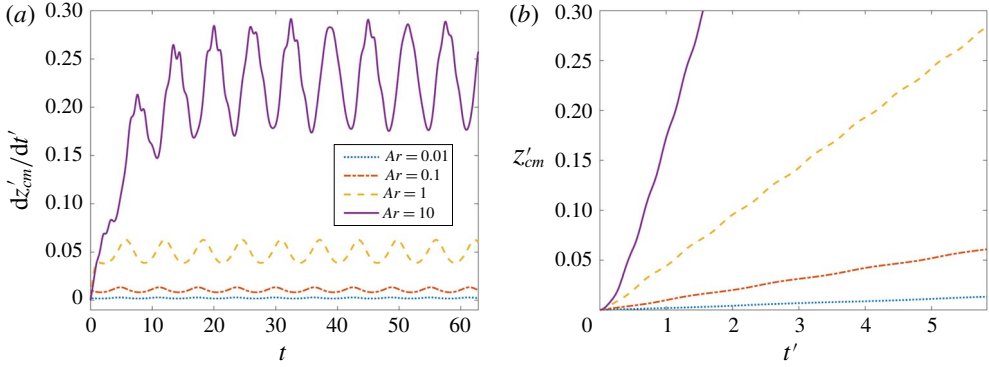 (a)
0.30
0.25
0.20
0.15
0.10
0.05
0
dz′cm/dt′
0 10 20 30 40 50 60
t
Ar = 0.01
Ar = 0.1
Ar = 1
Ar = 10
(b)
0.30
0.25
0.20
0.15
0.10
0.05
z′cm
0 1 2 3 4 5
t′